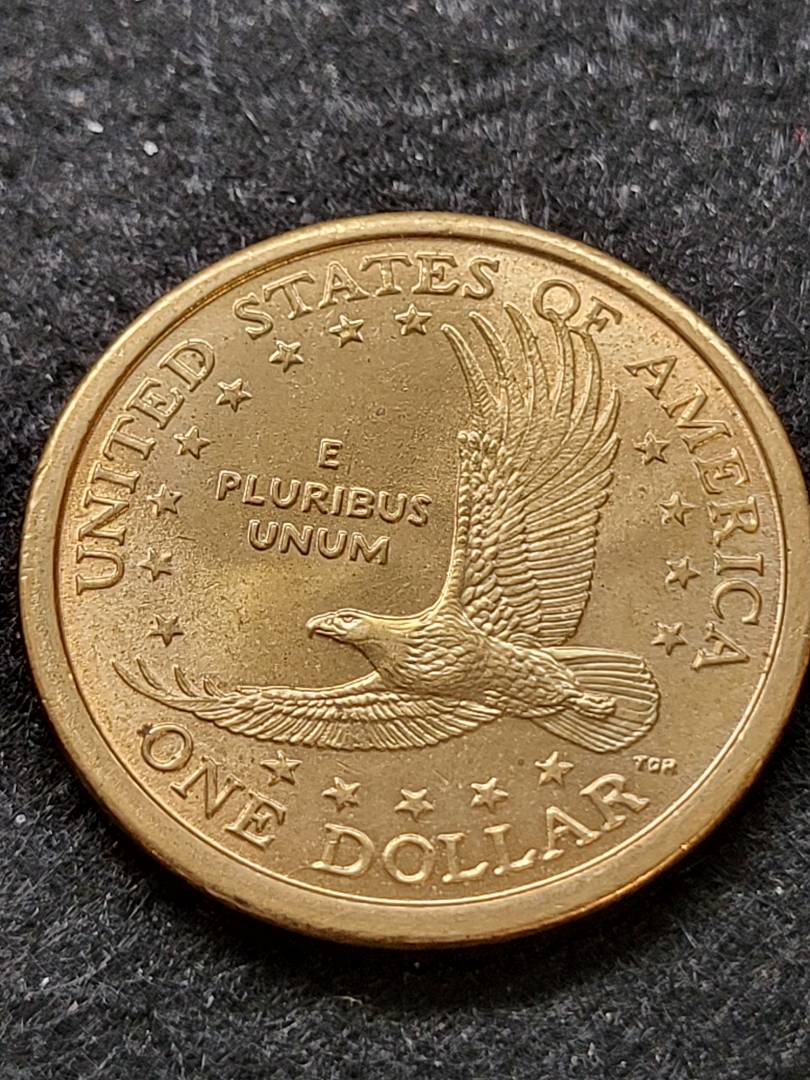 UNITED STATES OF AMERICA
E
PLURIBUS
UNUM
ONE DOLLAR
TDR